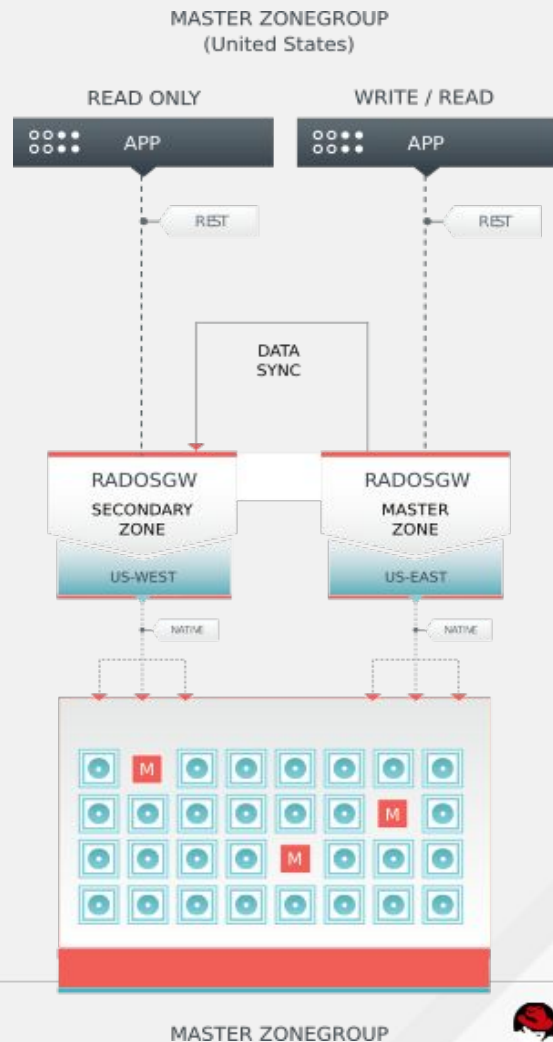 MASTER ZONEGROUP
(United States)
READ ONLY
WRITE / READ
APP
APP
REST
REST
DATA
SYNC
RADOSGW
SECONDARY
ZONE
US-WEST
RADOSGW
MASTER
ZONE
US-EAST
NATIVE
NATIVE
M
M
M
MASTER ZONEGROUP